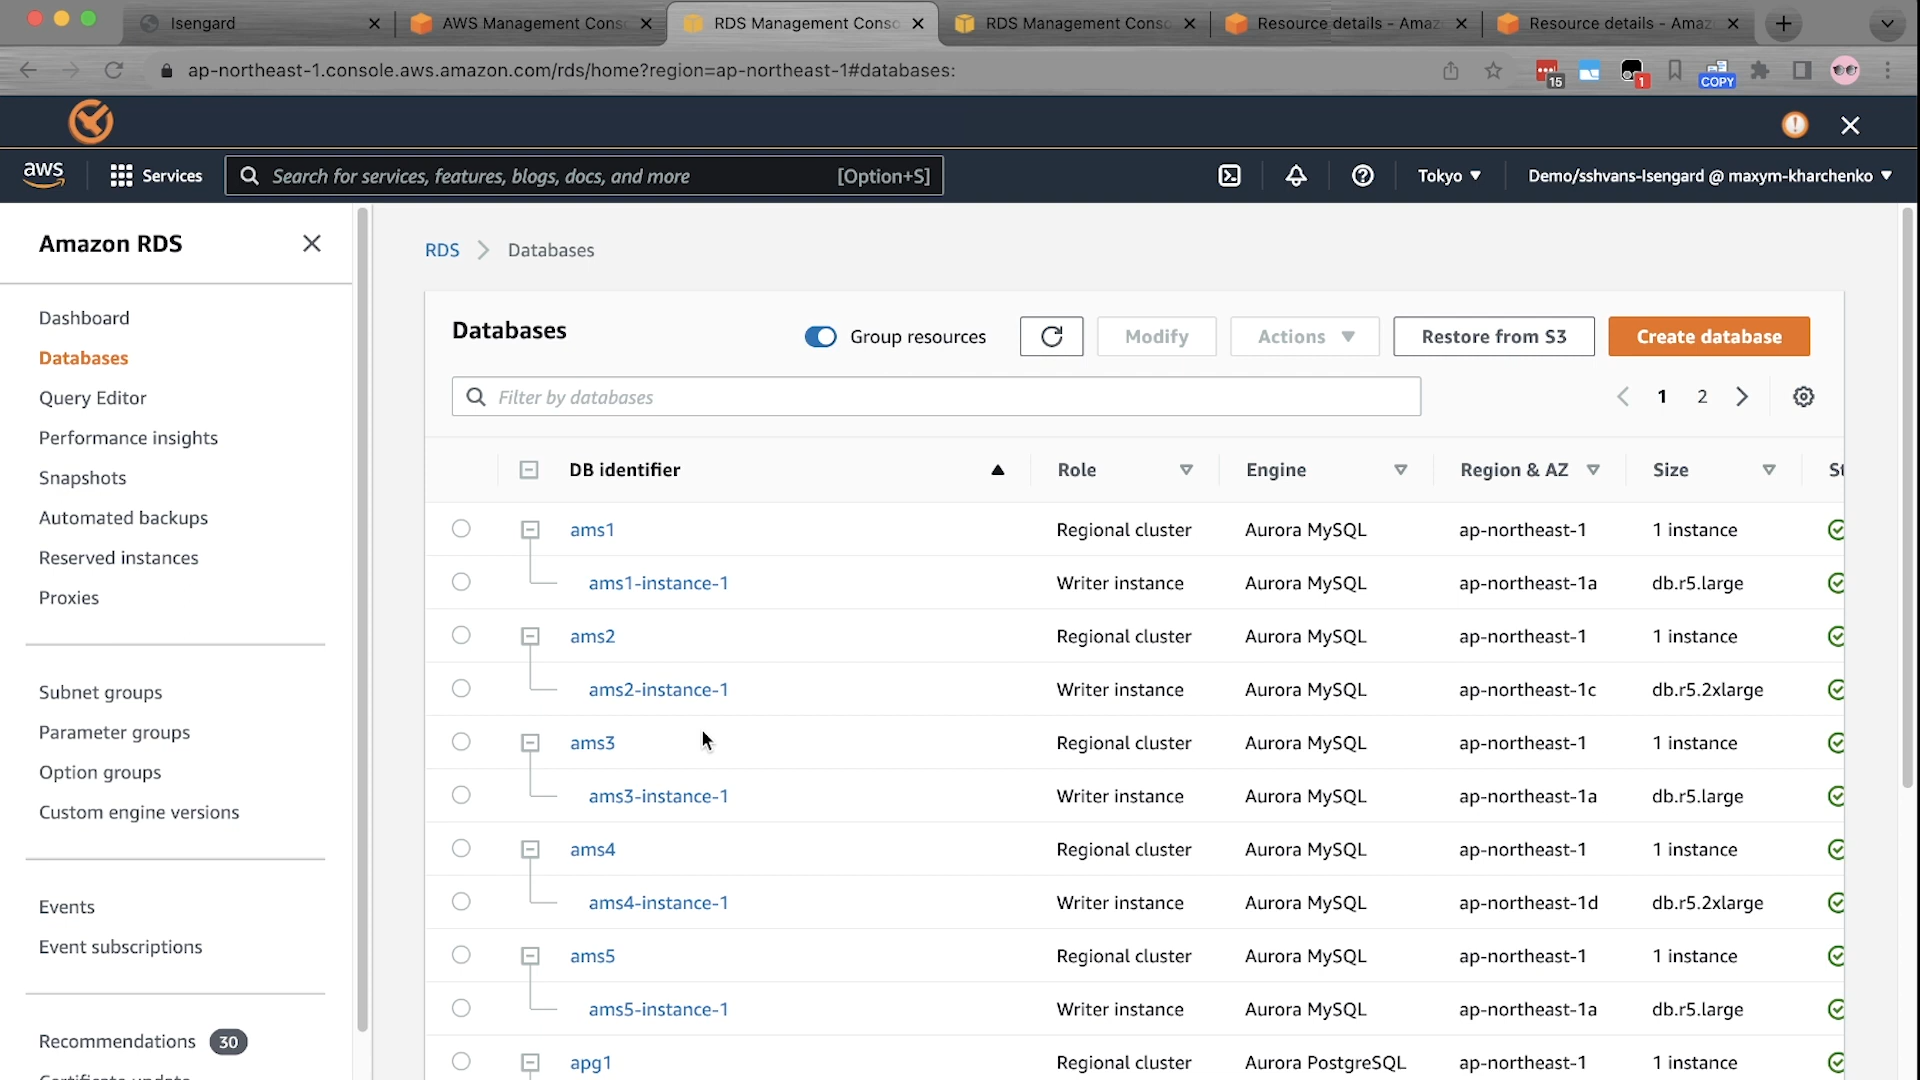 Isengard
AWS Management Conso
RDS Management Conso
RDS Management Conso
Resource details - Amaz
Resource details - Amaz
ap-northeast-1.console.aws.amazon.com/rds/home?region=ap-northeast-1#databases:
15
1
COPY
aws
Services
Search for services, features, blogs, docs, and more
[Option+S]
Tokyo
Demo/sshvans-Isengard @ maxym-kharchenko
Amazon RDS
Dashboard
Databases
Query Editor
Performance insights
Snapshots
Automated backups
Reserved instances
Proxies
Subnet groups
Parameter groups
Option groups
Custom engine versions
Events
Event subscriptions
Recommendations 30
RDS > Databases
Databases
Group resources
Modify
Actions
Restore from S3
Create database
Filter by databases
1 2
DB identifier Role Engine Region & AZ Size St
ams1 Regional cluster Aurora MySQL ap-northeast-1 1 instance
ams1-instance-1 Writer instance Aurora MySQL ap-northeast-1a db.r5.large
ams2 Regional cluster Aurora MySQL ap-northeast-1 1 instance
ams2-instance-1 Writer instance Aurora MySQL ap-northeast-1c db.r5.2xlarge
ams3 Regional cluster Aurora MySQL ap-northeast-1 1 instance
ams3-instance-1 Writer instance Aurora MySQL ap-northeast-1a db.r5.large
ams4 Regional cluster Aurora MySQL ap-northeast-1 1 instance
ams4-instance-1 Writer instance Aurora MySQL ap-northeast-1d db.r5.2xlarge
ams5 Regional cluster Aurora MySQL ap-northeast-1 1 instance
ams5-instance-1 Writer instance Aurora MySQL ap-northeast-1a db.r5.large
apg1 Regional cluster Aurora PostgreSQL ap-northeast-1 1 instance